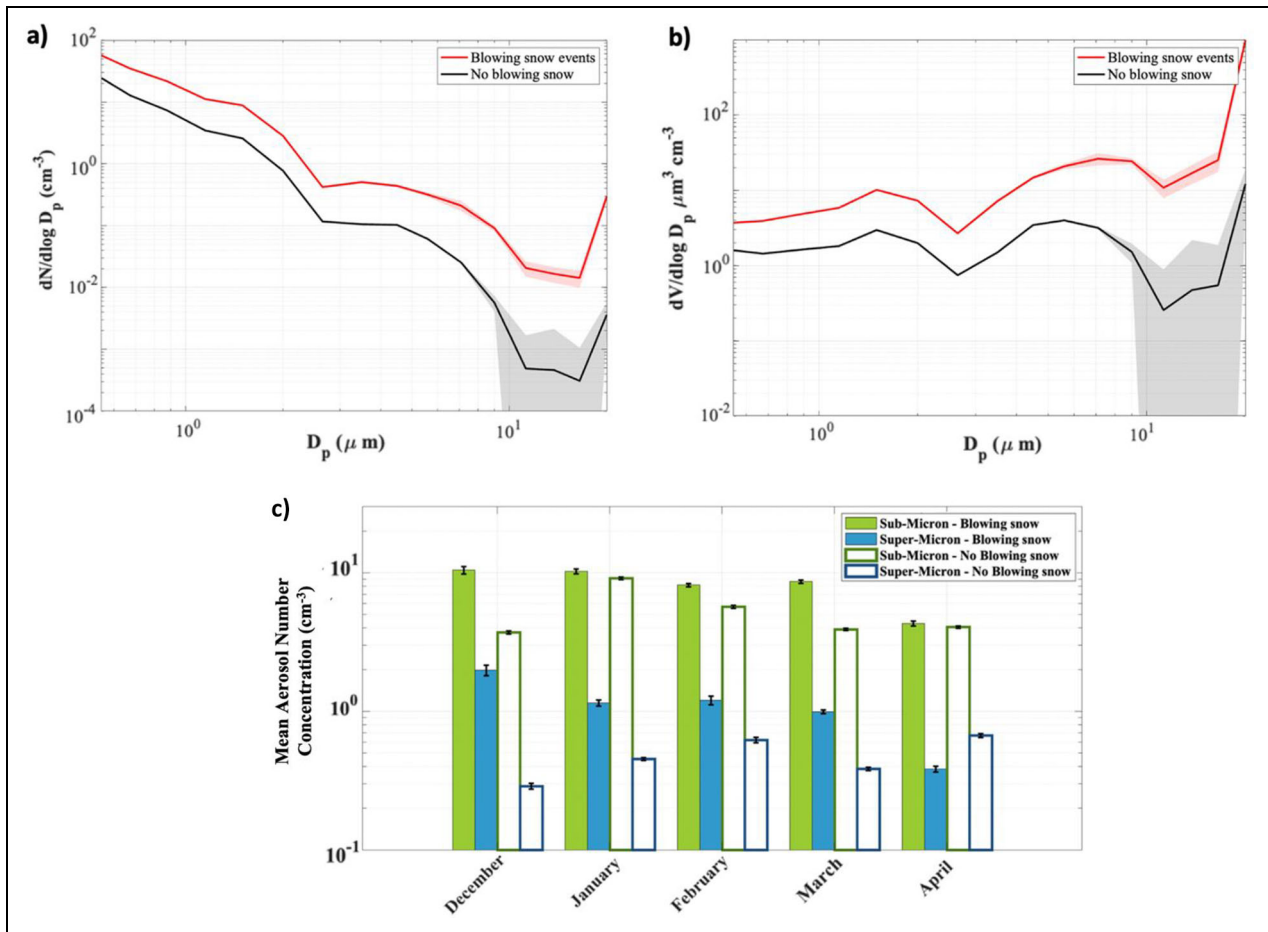 a)
10^2
10^0
10^-2
10^-4
dN/dlog D_p (cm^-3)
Blowing snow events
No blowing snow
10^0
10^1
D_p (μ m)
b)
10^2
10^0
10^-2
dV/dlog D_p μm^3 cm^-3
Blowing snow events
No blowing snow
10^0
10^1
D_p (μ m)
c)
10^1
10^0
10^-1
Mean Aerosol Number
Concentration (cm^-3)
Sub-Micron - Blowing snow
Super-Micron - Blowing snow
Sub-Micron - No Blowing snow
Super-Micron - No Blowing snow
December
January
February
March
April